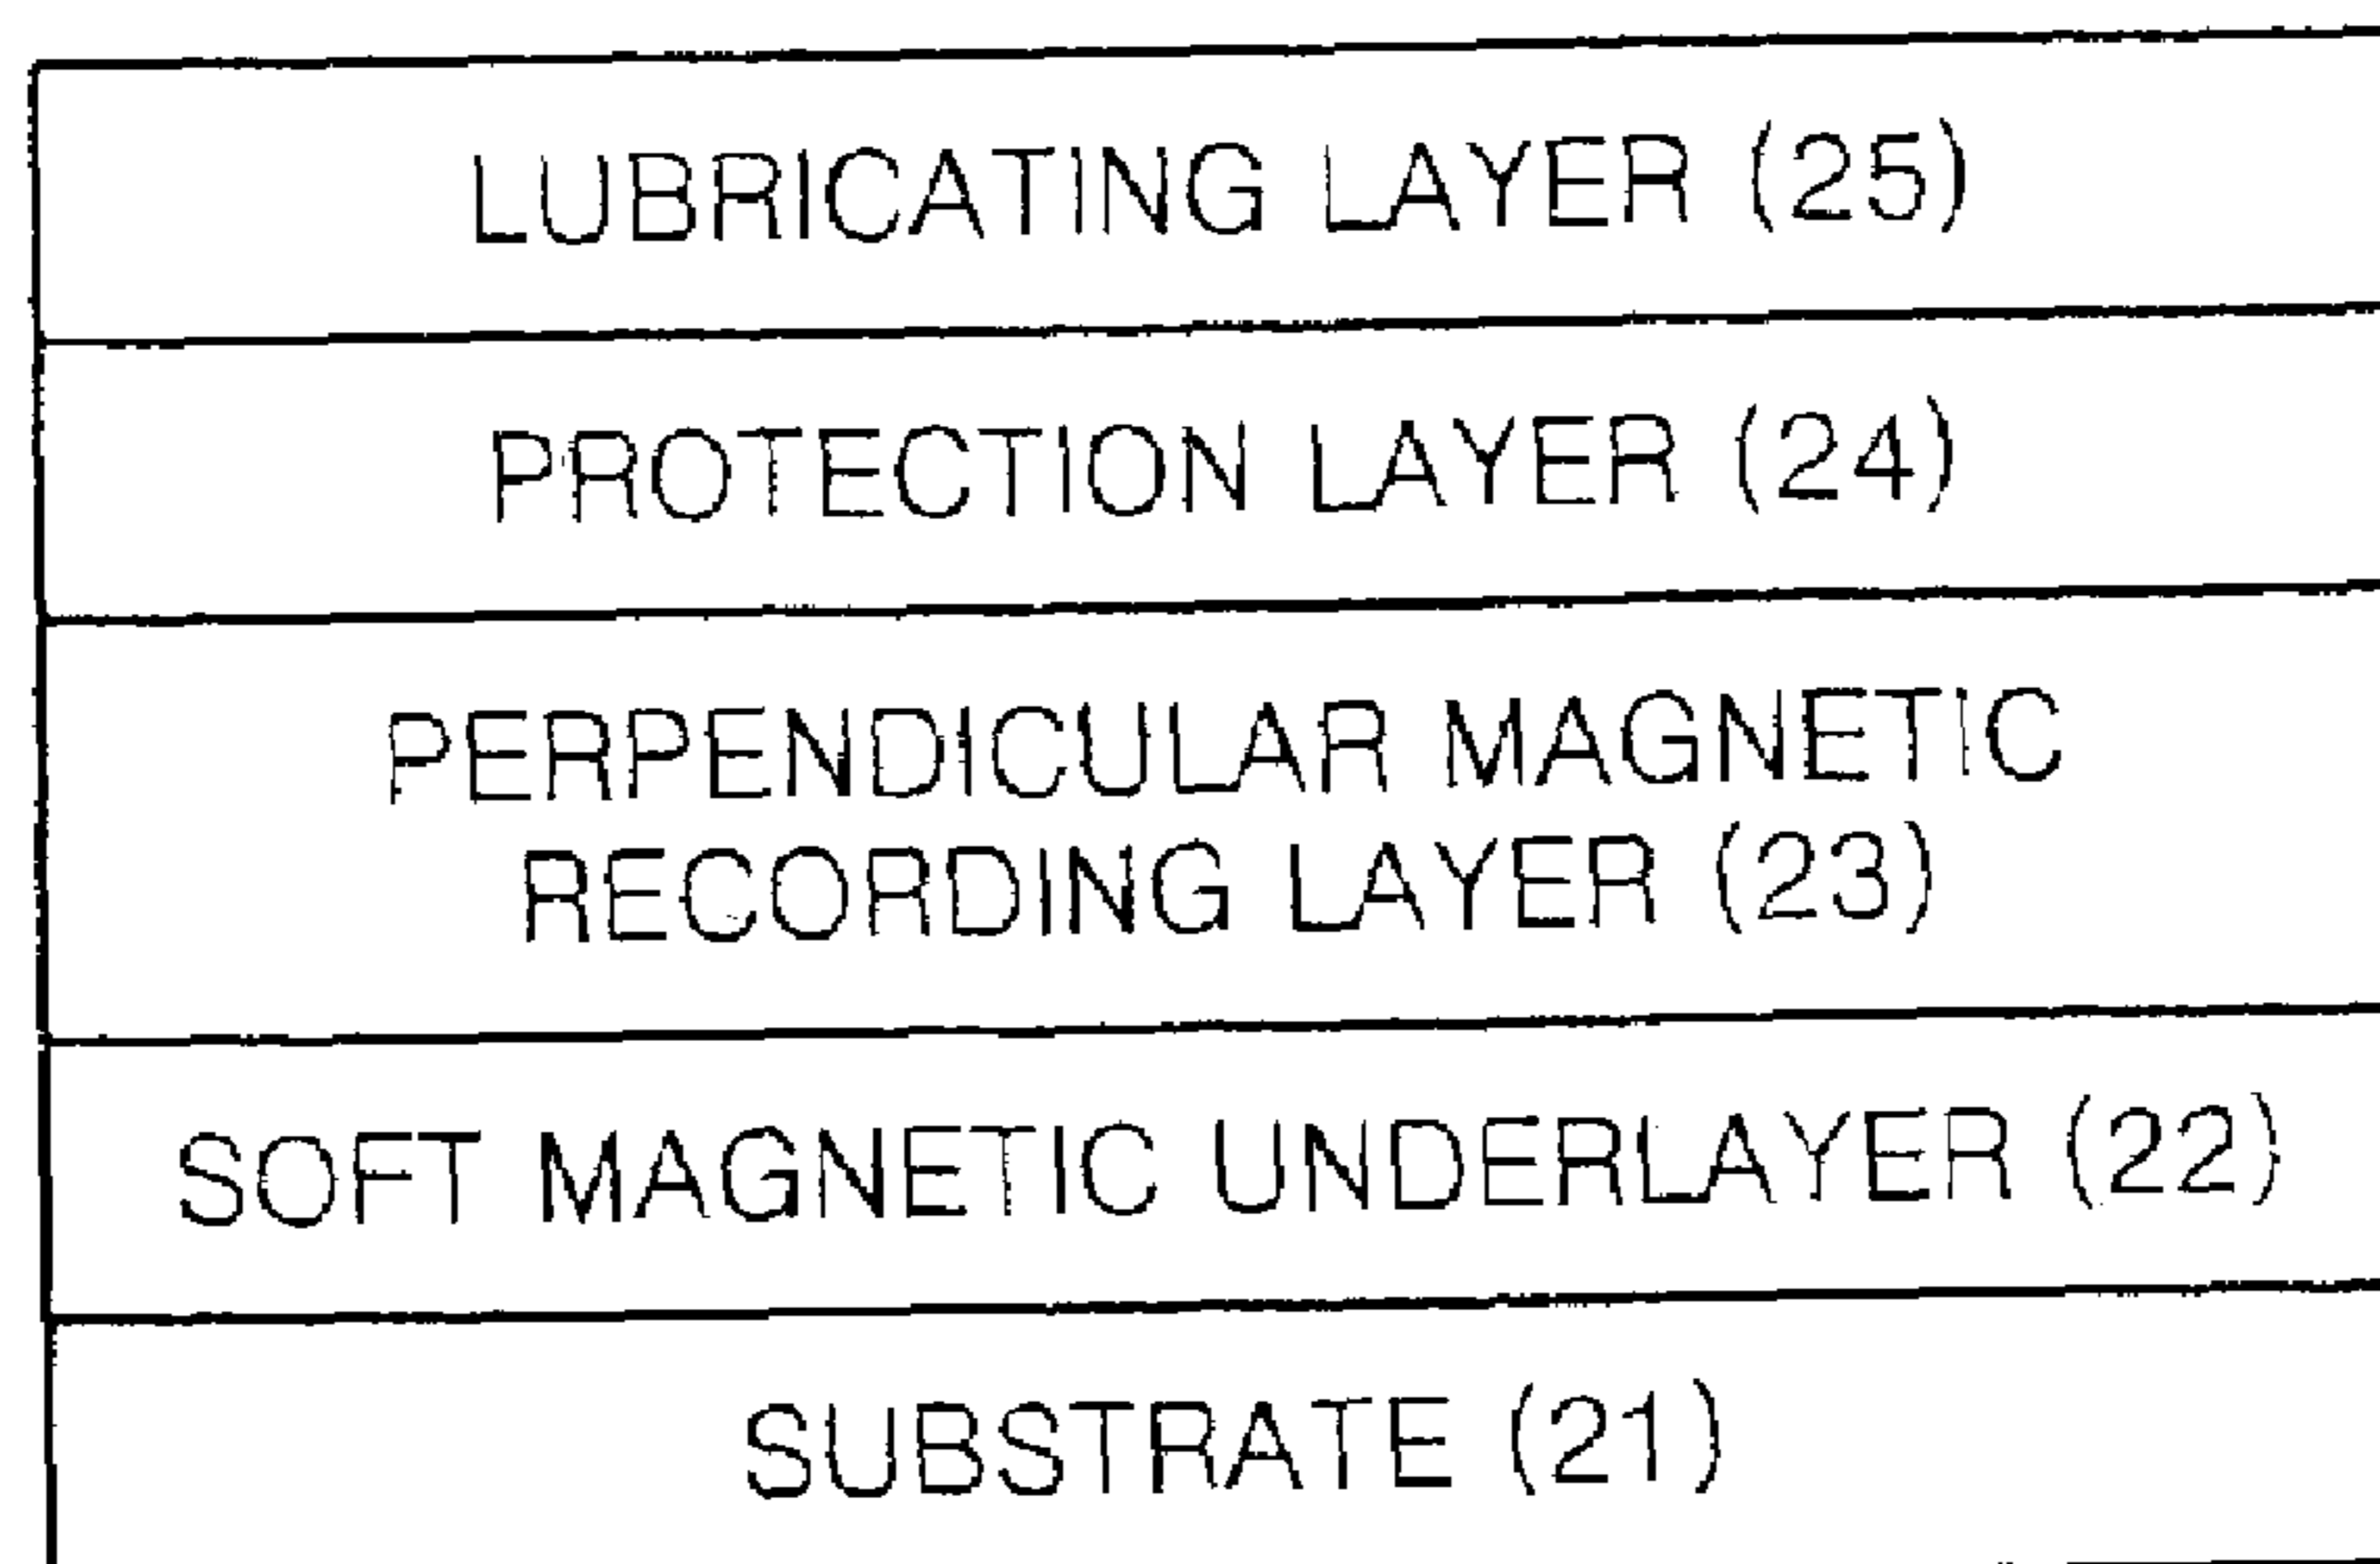 LUBRICATING LAYER (25)
PROTECTION LAYER (24)
PERPENDICULAR MAGNETIC
RECORDING LAYER (23)
SOFT MAGNETIC UNDERLAYER (22)
SUBSTRATE (21)